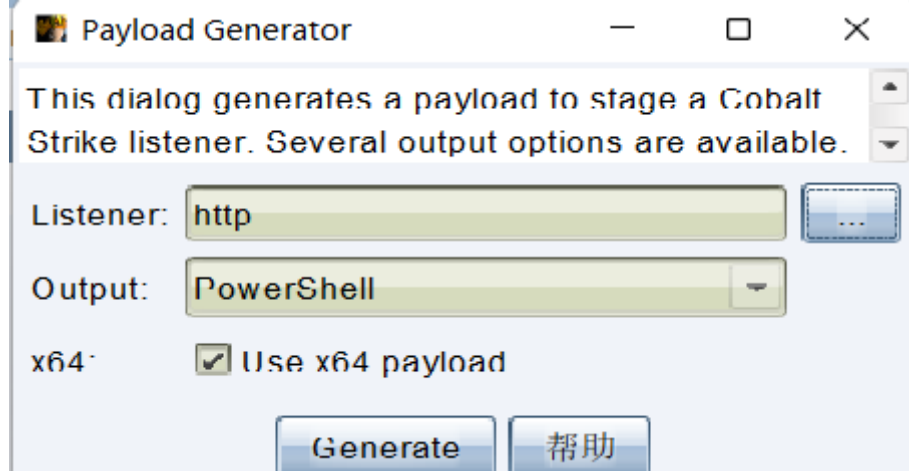 Payload Generator
This dialog generates a payload to stage a Cobalt
Strike listener. Several output options are available.
Listener: http ...
Output: PowerShell
x64: Use x64 payload
Generate 帮助